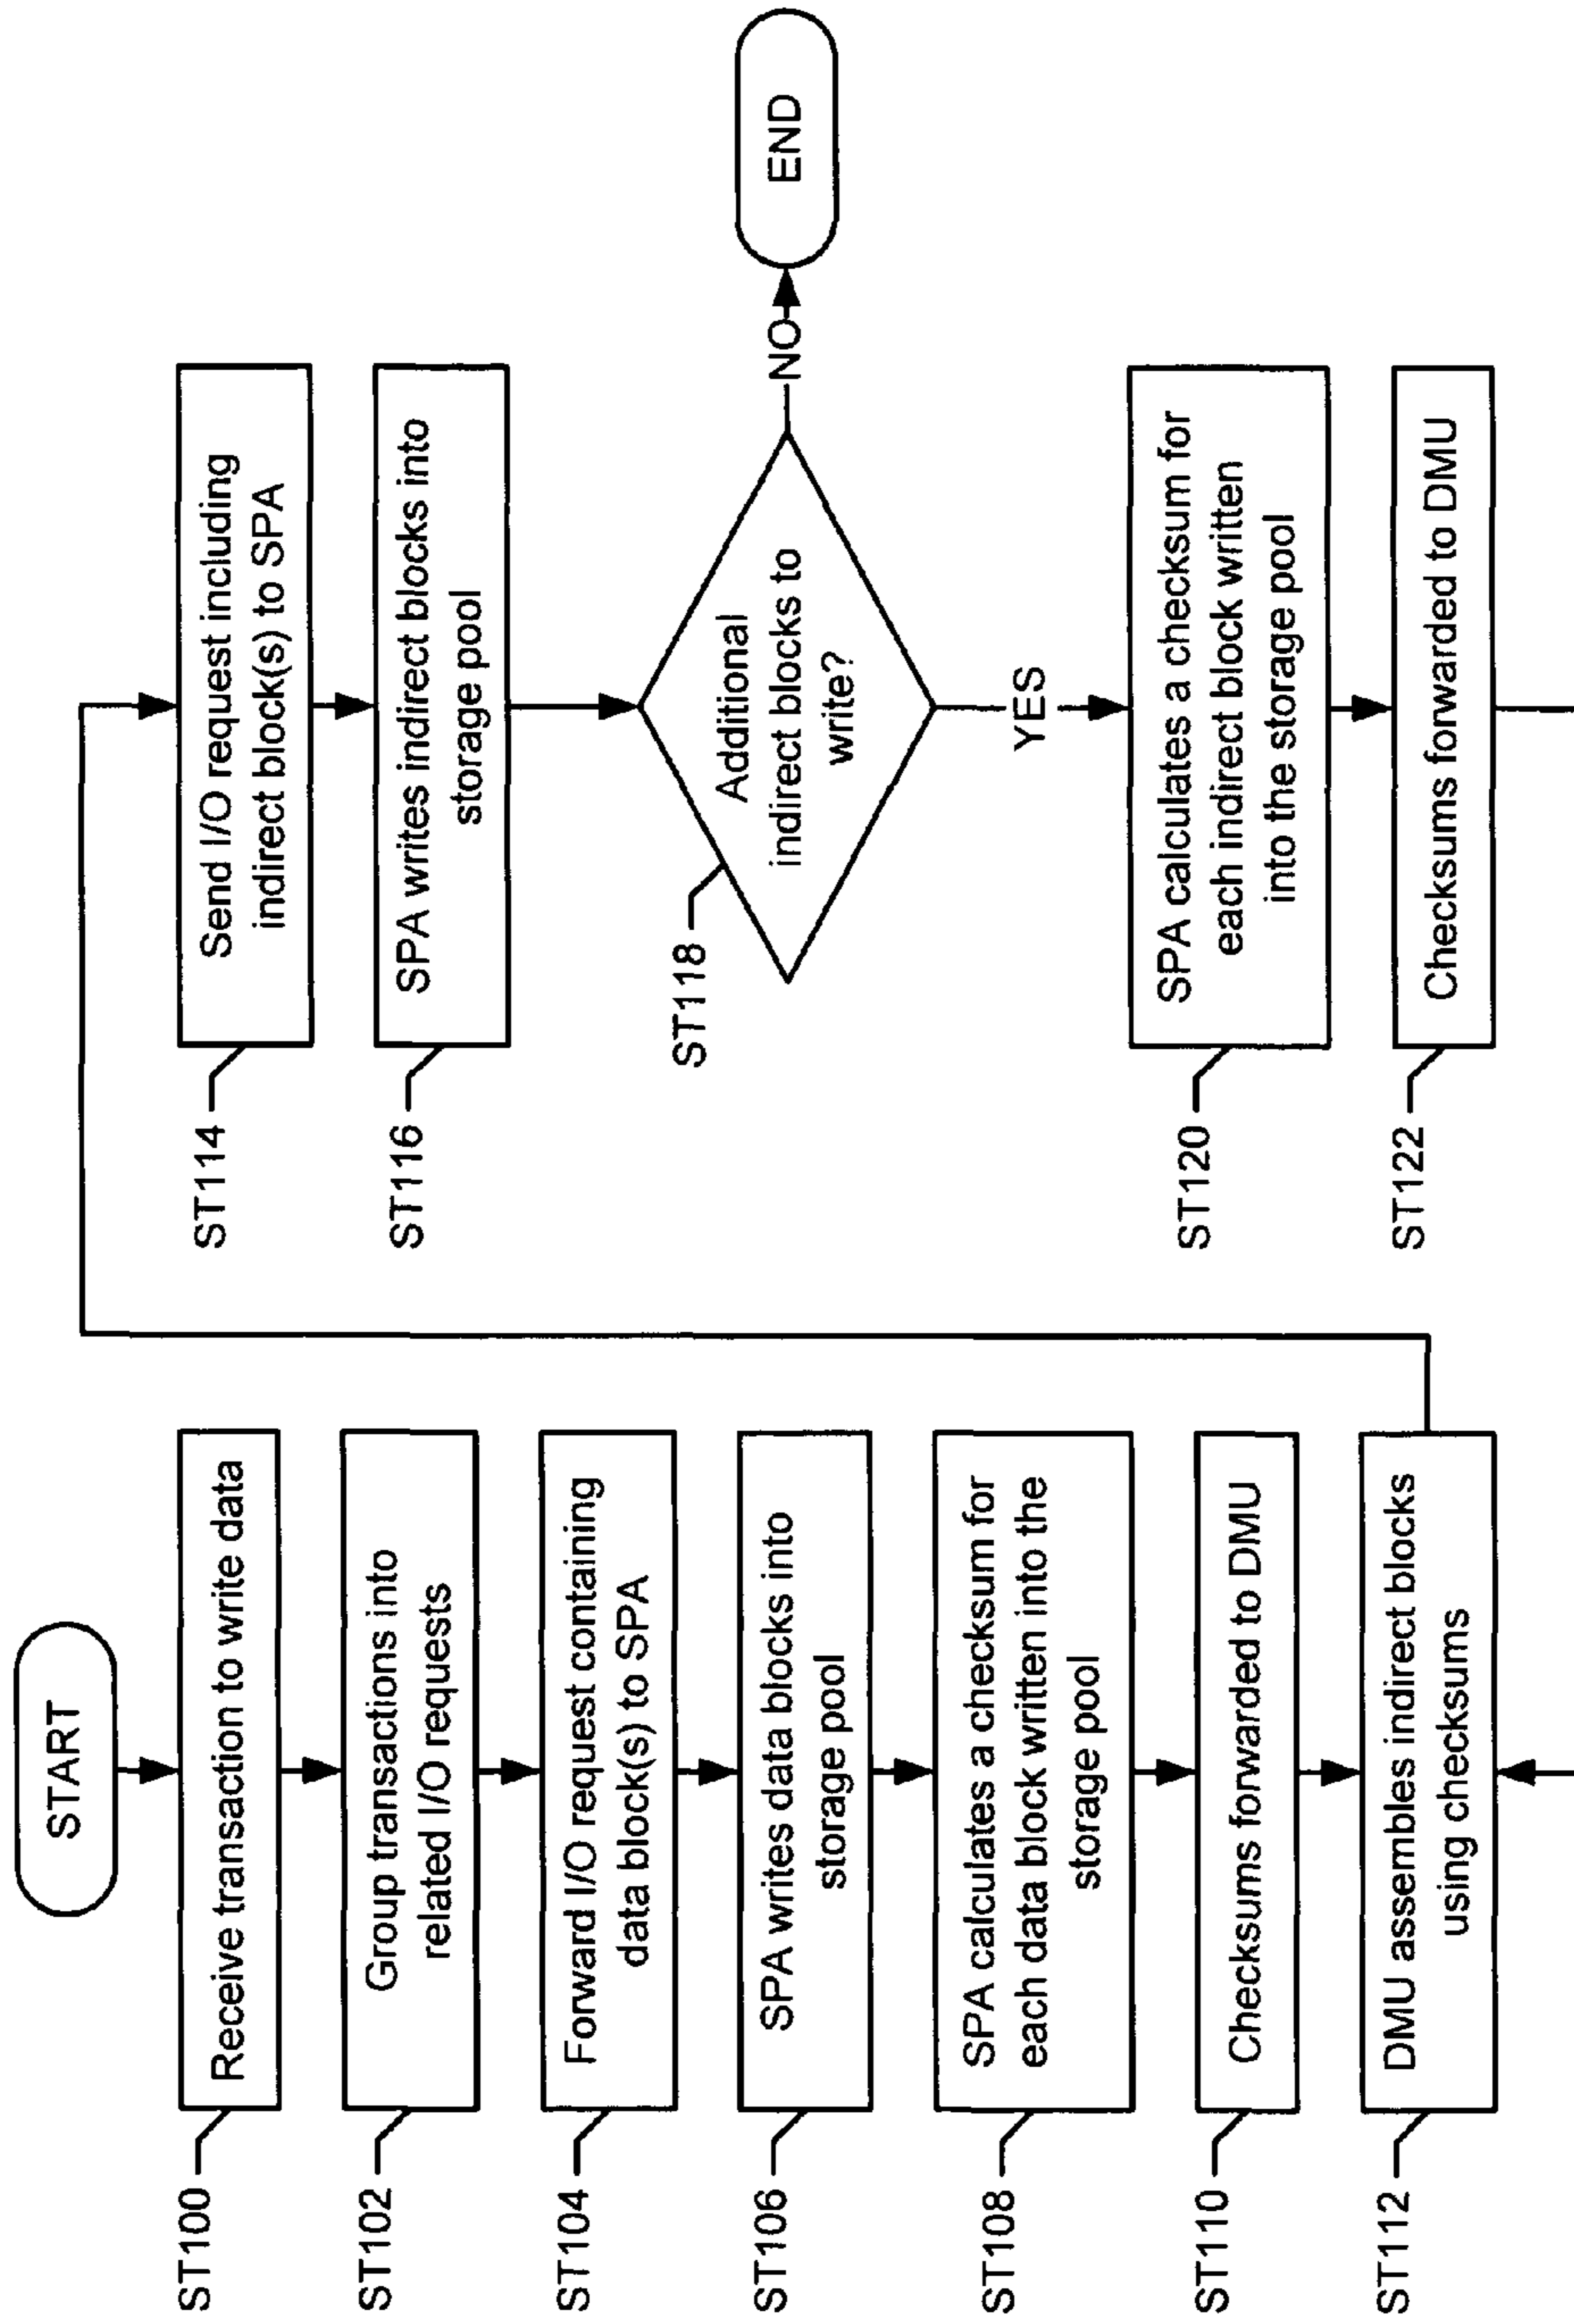 START
ST100
Receive transaction to write data
ST102
Group transactions into
related I/O requests
ST104
Forward I/O request containing
data block(s) to SPA
ST106
SPA writes data blocks into
storage pool
ST108
SPA calculates a checksum for
each data block written into the
storage pool
ST110
Checksums forwarded to DMU
ST112
DMU assembles indirect blocks
using checksums
ST114
Send I/O request including
indirect block(s) to SPA
ST116
SPA writes indirect blocks into
storage pool
ST118
Additional
indirect blocks to
write?
NO
END
YES
ST120
SPA calculates a checksum for
each indirect block written
into the storage pool
ST122
Checksums forwarded to DMU